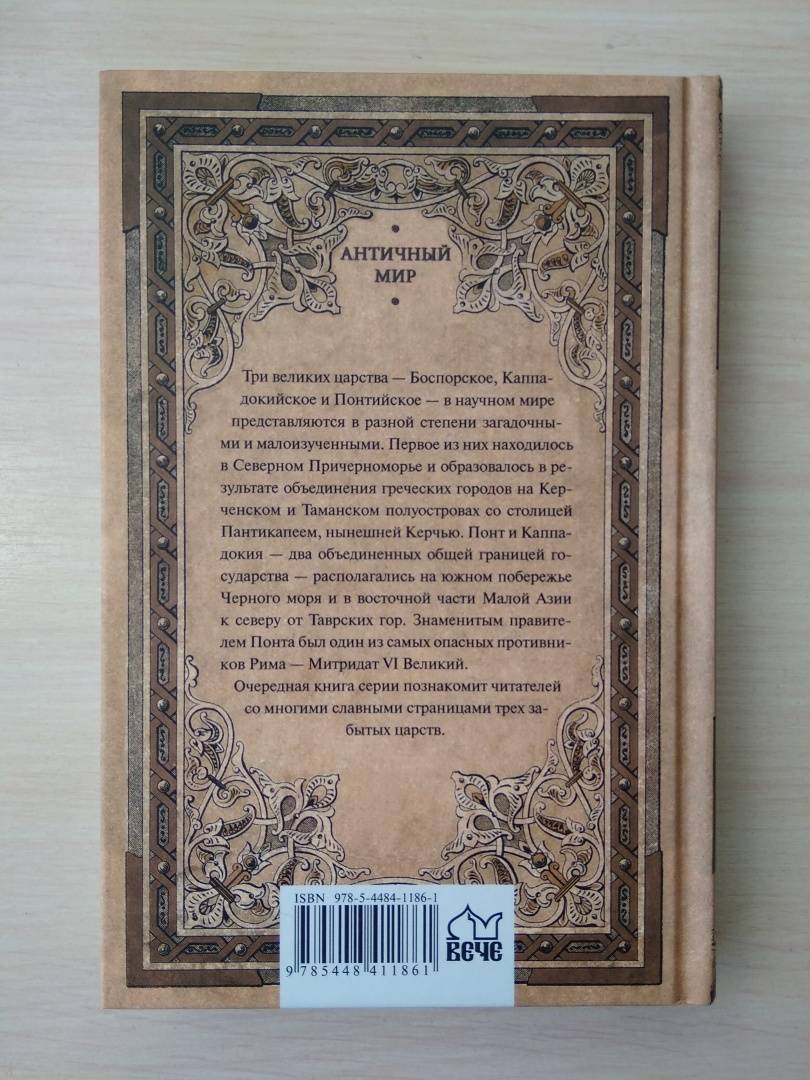 АНТИЧНЫЙ
МИР
Три великих царства — Боспорское, Каппа-
докийское и Понтийское — в научном мире
представляются в разной степени загадочны-
ми и малоизученными. Первое из них находилось
в Северном Причерноморье и образовалось в ре-
зультате объединения греческих городов на Кер-
ченском и Таманском полуостровах со столицей
Пантикапеем, нынешней Керчью. Понт и Каппа-
докия — два объединенных общей границей го-
сударства — располагались на южном побережье
Черного моря и в восточной части Малой Азии
к северу от Таврских гор. Знаменитым правите-
лем Понта был один из самых опасных противни-
ков Рима — Митридат VI Великий.
Очередная книга серии познакомит читателей
со многими славными страницами трех за-
бытых царств.
ISBN 978-5-4484-1186-1
9 785448 411861
ВЕЧЕ